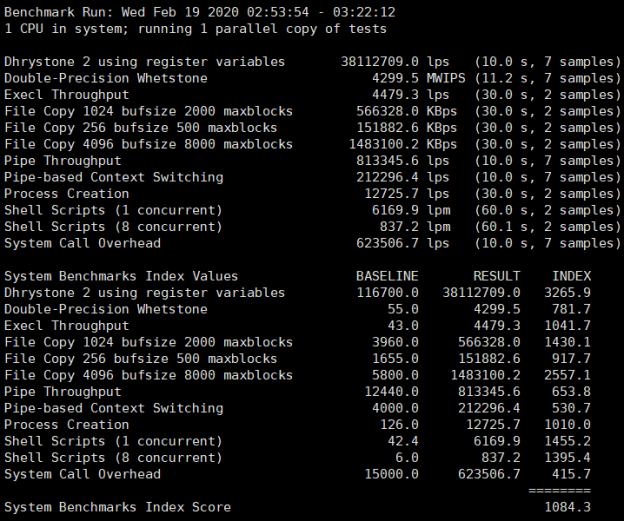 Benchmark Run: Wed Feb 19 2020 02:53:54 - 03:22:12
1 CPU in system; running 1 parallel copy of tests

Dhrystone 2 using register variables       38112709.0 lps   (10.0 s, 7 samples)
Double-Precision Whetstone                     4299.5 MWIPS (11.2 s, 7 samples)
Execl Throughput                               4479.3 lps   (30.0 s, 2 samples)
File Copy 1024 bufsize 2000 maxblocks        566328.0 KBps  (30.0 s, 2 samples)
File Copy 256 bufsize 500 maxblocks          151882.6 KBps  (30.0 s, 2 samples)
File Copy 4096 bufsize 8000 maxblocks       1483100.2 KBps  (30.0 s, 2 samples)
Pipe Throughput                              813345.6 lps   (10.0 s, 7 samples)
Pipe-based Context Switching                 212296.4 lps   (10.0 s, 7 samples)
Process Creation                              12725.7 lps   (30.0 s, 2 samples)
Shell Scripts (1 concurrent)                   6169.9 lpm   (60.0 s, 2 samples)
Shell Scripts (8 concurrent)                    837.2 lpm   (60.1 s, 2 samples)
System Call Overhead                         623506.7 lps   (10.0 s, 7 samples)

System Benchmarks Index Values               BASELINE       RESULT    INDEX
Dhrystone 2 using register variables         116700.0   38112709.0   3265.9
Double-Precision Whetstone                       55.0       4299.5    781.7
Execl Throughput                                 43.0       4479.3   1041.7
File Copy 1024 bufsize 2000 maxblocks          3960.0     566328.0   1430.1
File Copy 256 bufsize 500 maxblocks            1655.0     151882.6    917.7
File Copy 4096 bufsize 8000 maxblocks          5800.0    1483100.2   2557.1
Pipe Throughput                               12440.0     813345.6    653.8
Pipe-based Context Switching                   4000.0     212296.4    530.7
Process Creation                                126.0      12725.7   1010.0
Shell Scripts (1 concurrent)                     42.4       6169.9   1455.2
Shell Scripts (8 concurrent)                      6.0        837.2   1395.4
System Call Overhead                          15000.0     623506.7    415.7
                                                                   ========
System Benchmarks Index Score                                        1084.3